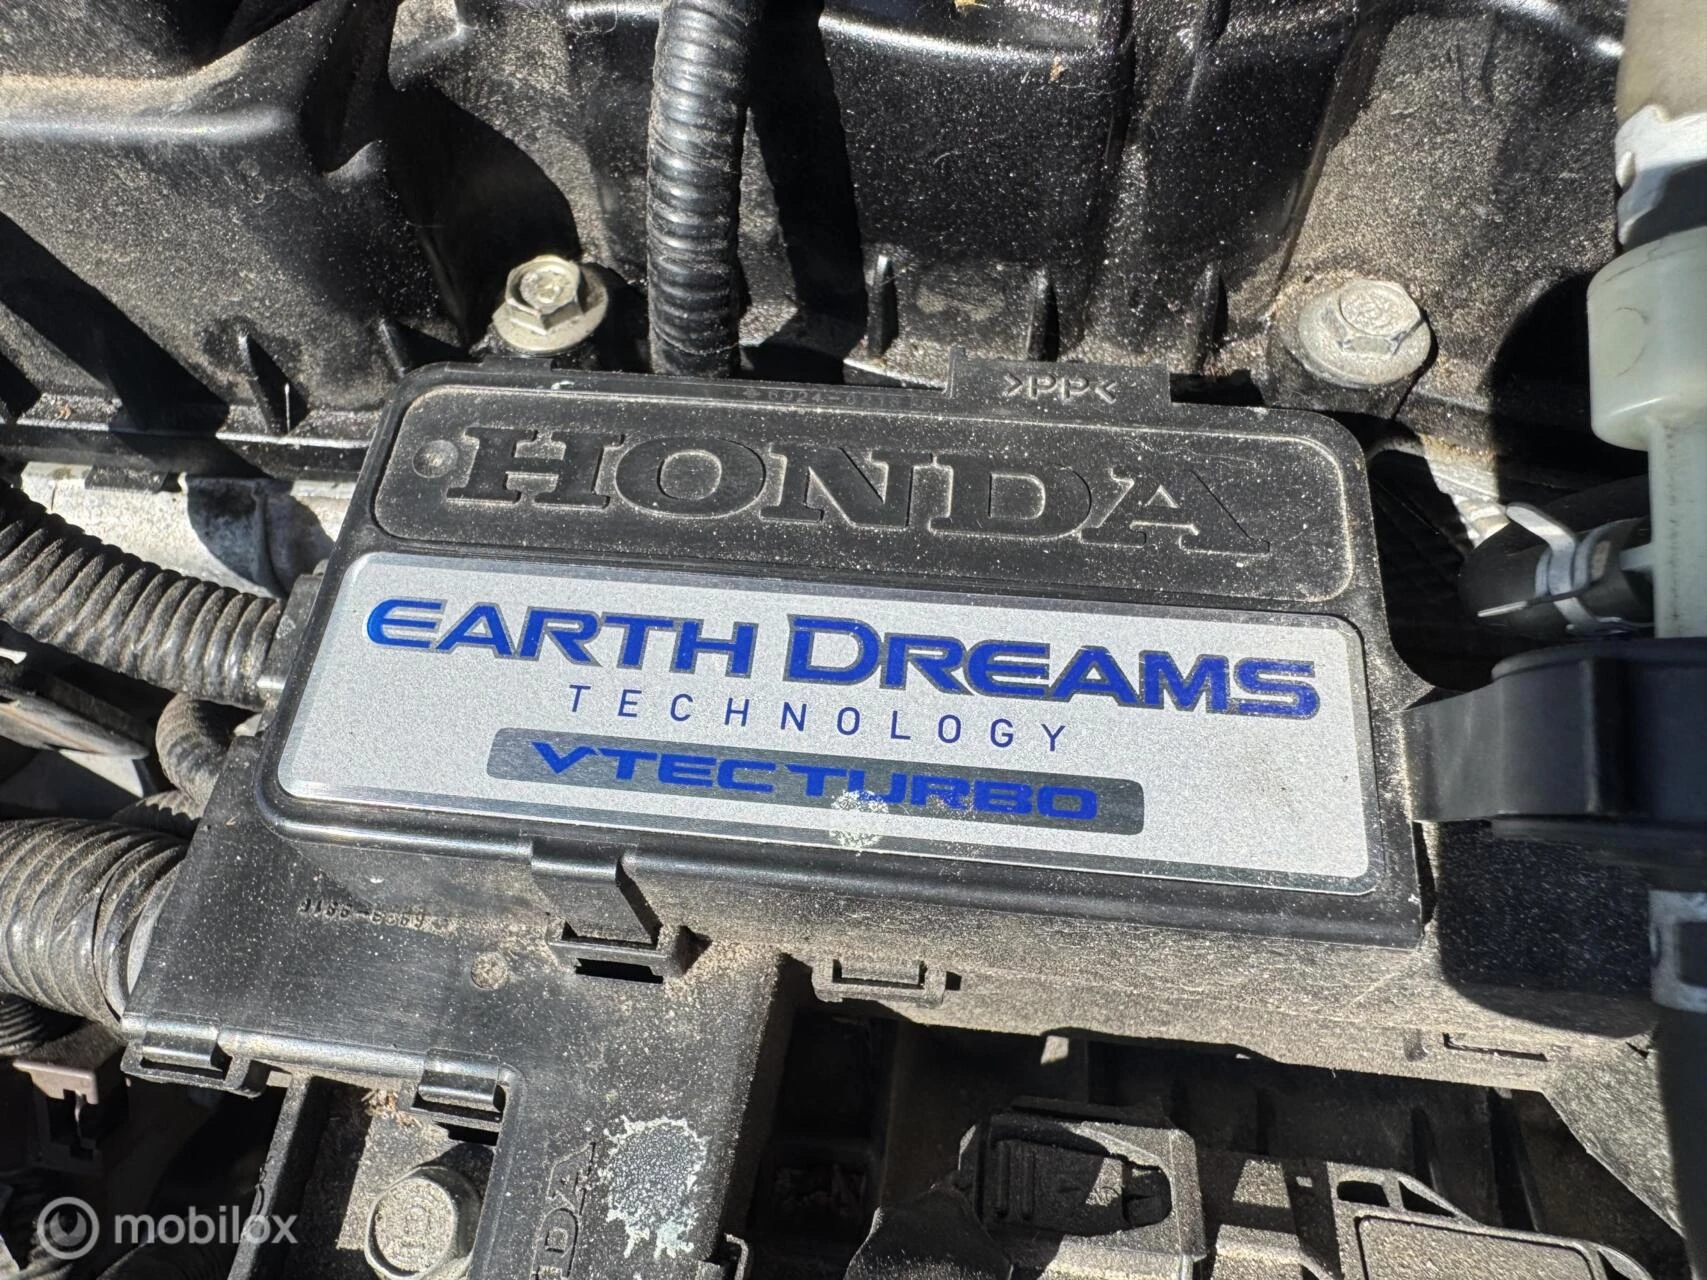 >PP<
HONDA
EARTH DREAMS
TECHNOLOGY
VTEC TURBO
mobilox